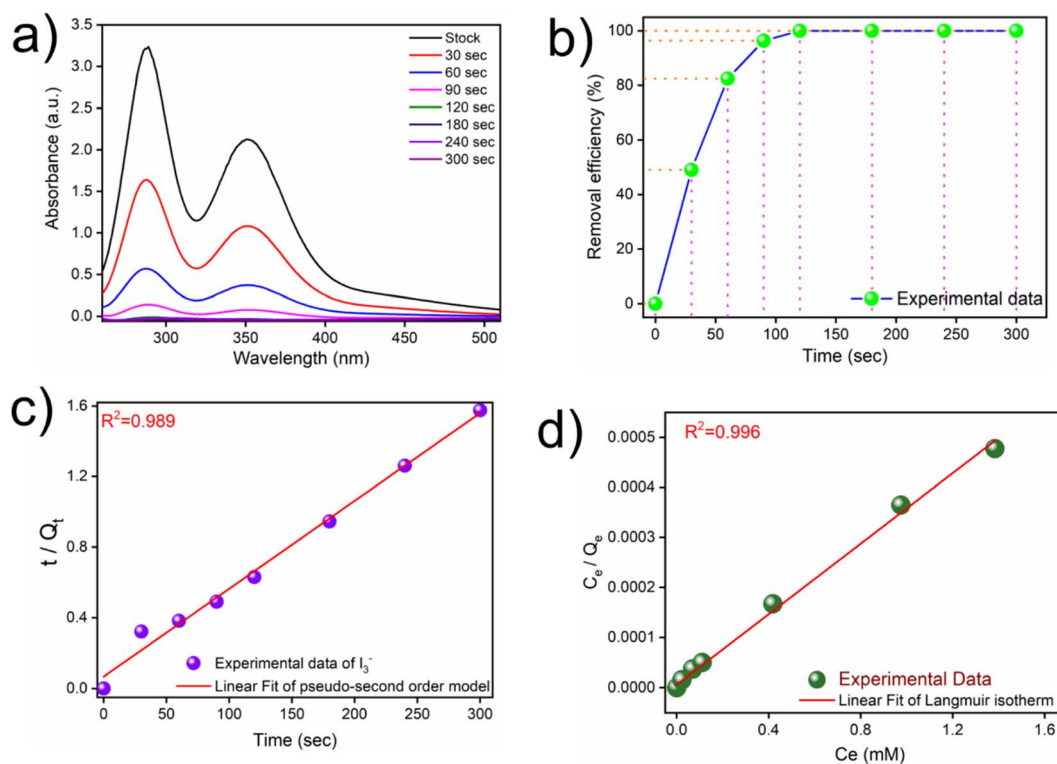 a)
3.5
3.0
2.5
2.0
1.5
1.0
0.5
0.0
Absorbance (a.u.)
300
350
400
450
500
Wavelength (nm)
Stock
30 sec
60 sec
90 sec
120 sec
180 sec
240 sec
300 sec
b)
100
80
60
40
20
0
Removal efficiency (%)
0
50
100
150
200
250
300
Time (sec)
Experimental data
c)
R²=0.989
1.6
1.2
0.8
0.4
0.0
t / Qₜ
0
50
100
150
200
250
300
Time (sec)
Experimental data of I₃⁻
Linear Fit of pseudo-second order model
d)
R²=0.996
0.0005
0.0004
0.0003
0.0002
0.0001
0.0000
Cₑ / Qₑ
0.0
0.4
0.8
1.2
1.6
Ce (mM)
Experimental Data
Linear Fit of Langmuir isotherm